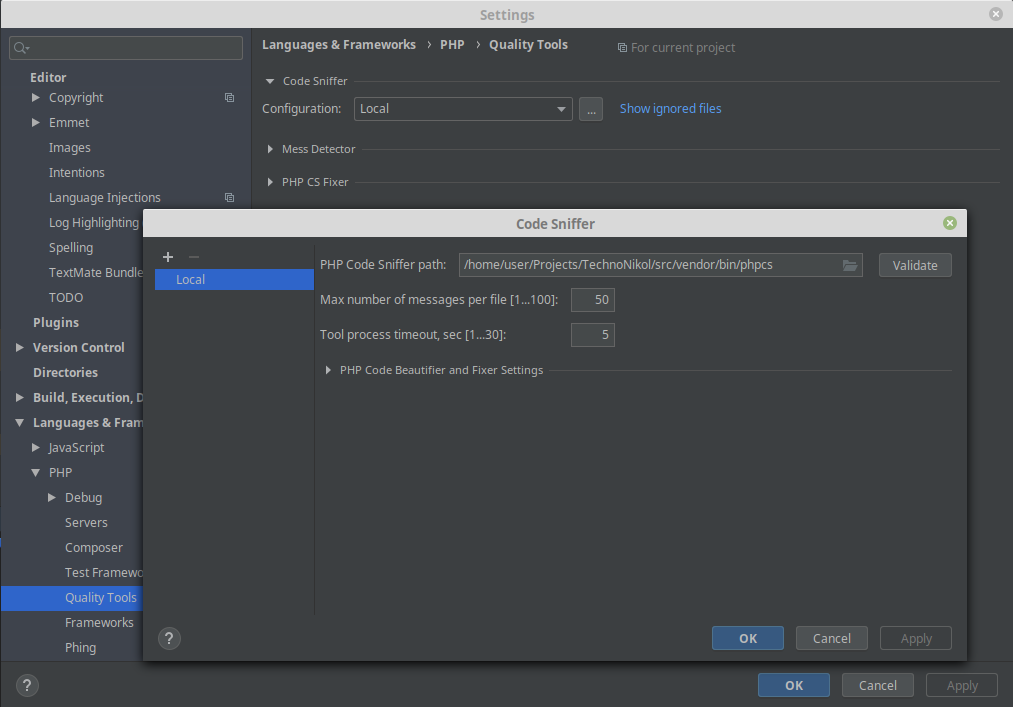 Settings
Editor
Copyright
Emmet
Images
Intentions
Language Injections
Log Highlighting
Spelling
TextMate Bundle
TODO
Plugins
Version Control
Directories
Build, Execution, D
Languages & Fram
JavaScript
PHP
Debug
Servers
Composer
Test Framewo
Quality Tools
Frameworks
Phing
Languages & Frameworks › PHP › Quality Tools For current project
Code Sniffer
Configuration: Local ... Show ignored files
Mess Detector
PHP CS Fixer
Code Sniffer
+ −
Local
PHP Code Sniffer path: /home/user/Projects/TechnoNikol/src/vendor/bin/phpcs Validate
Max number of messages per file [1...100]: 50
Tool process timeout, sec [1...30]: 5
PHP Code Beautifier and Fixer Settings
? OK Cancel Apply
? OK Cancel Apply